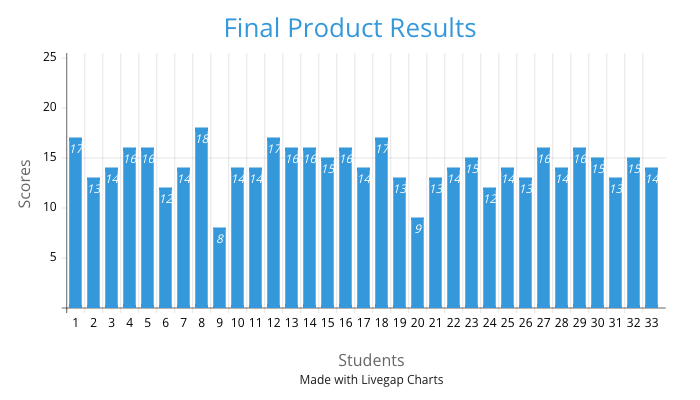 Final Product Results
25
20
15
10
5
Scores
17 13 14 16 16 12 14 18 8 14 14 17 16 16 15 16 14 17 13 9 13 14 15 12 14 13 16 14 16 15 13 15 14
1 2 3 4 5 6 7 8 9 10 11 12 13 14 15 16 17 18 19 20 21 22 23 24 25 26 27 28 29 30 31 32 33
Students
Made with Livegap Charts